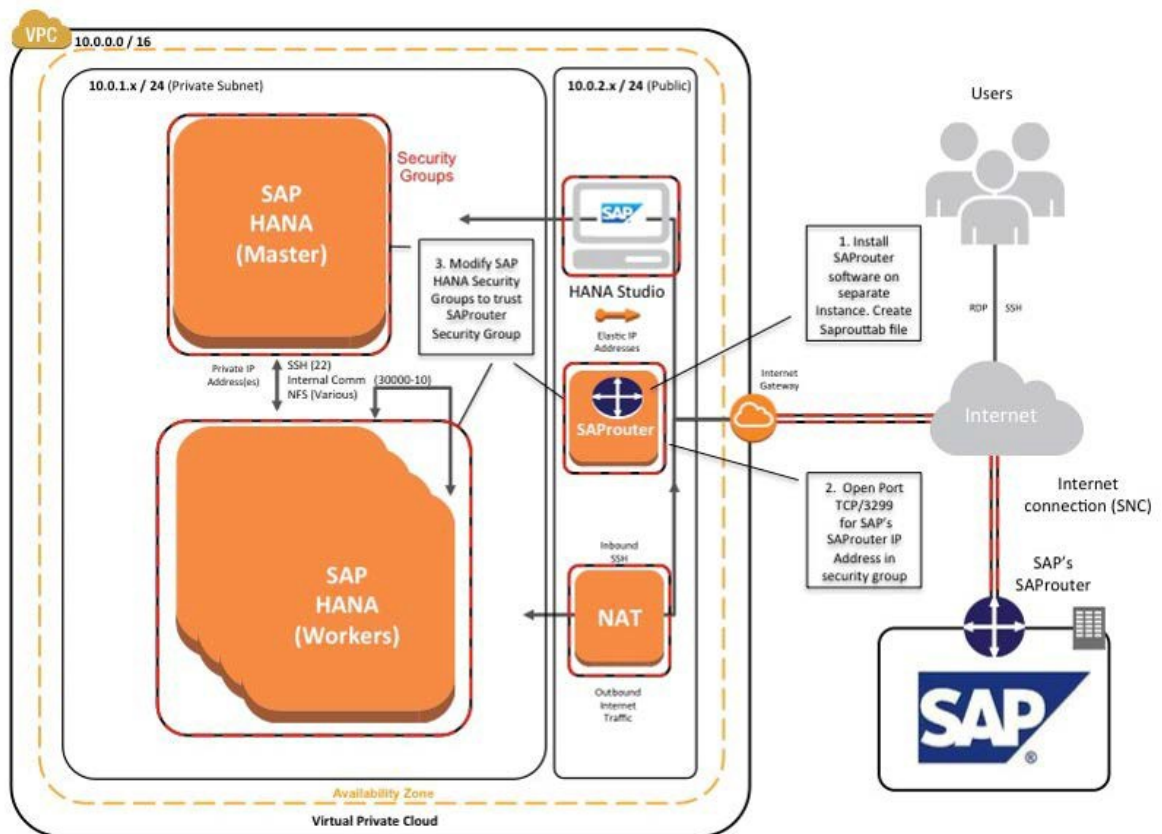 VPC
10.0.0.0 / 16
10.0.1.x / 24 (Private Subnet)
10.0.2.x / 24 (Public)
Users
SAP
HANA
(Master)
Security
Groups
SAP
HANA Studio
Elastic IP
Addresses
3. Modify SAP
HANA Security
Groups to trust
SAProuter
Security Group
1. Install
SAProuter
software on
separate
Instance. Create
Saprouttab file
RDP
SSH
Private IP
Address(es)
SSH (22)
Internal Comm (30000-10)
NFS (Various)
SAProuter
Internet
Gateway
Internet
2. Open Port
TCP/3299
for SAP's
SAProuter IP
Address in
security group
Internet
connection (SNC)
SAP
HANA
(Workers)
Inbound
SSH
NAT
Outbound
Internet
Traffic
SAP's
SAProuter
SAP
®
Availability Zone
Virtual Private Cloud